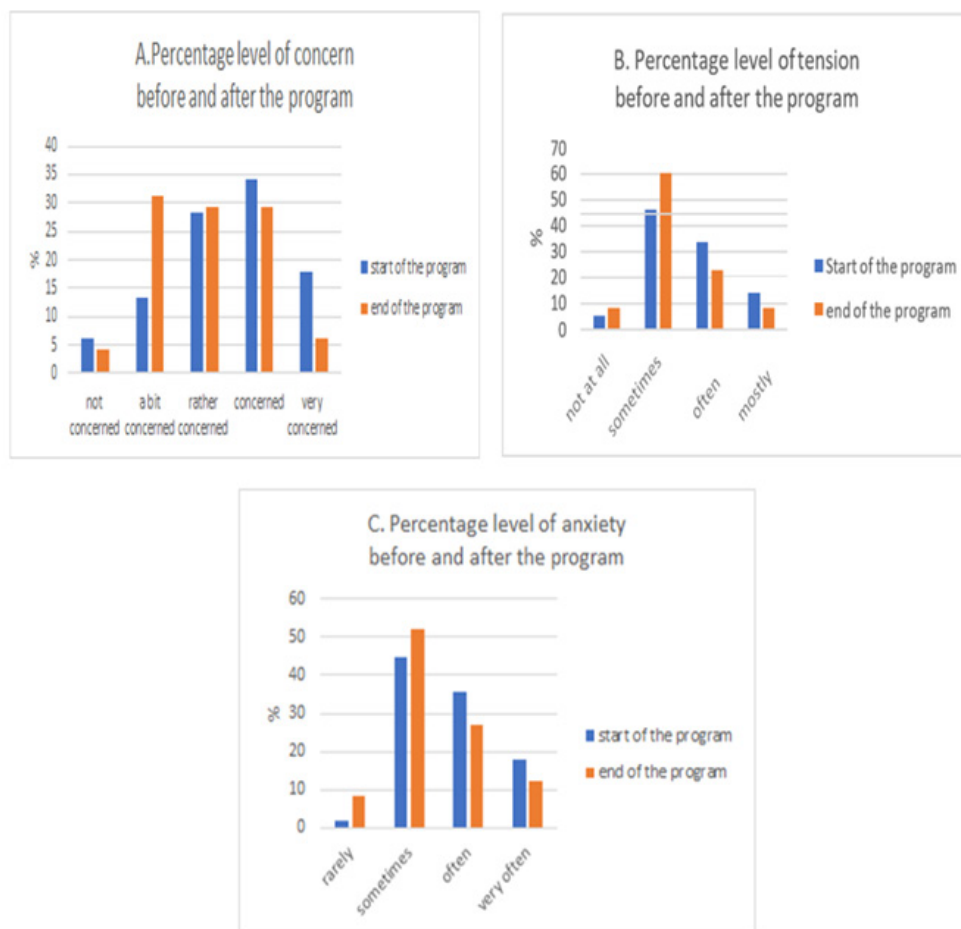 A.Percentage level of concern
before and after the program
40
35
30
25
20
15
10
5
0
%
not concerned
a bit concerned
rather concerned
concerned
very concerned
start of the program
end of the program
B. Percentage level of tension
before and after the program
70
60
50
40
30
20
10
0
%
not at all
sometimes
often
mostly
Start of the program
end of the program
C. Percentage level of anxiety
before and after the program
60
50
40
30
20
10
0
%
rarely
sometimes
often
very often
start of the program
end of the program